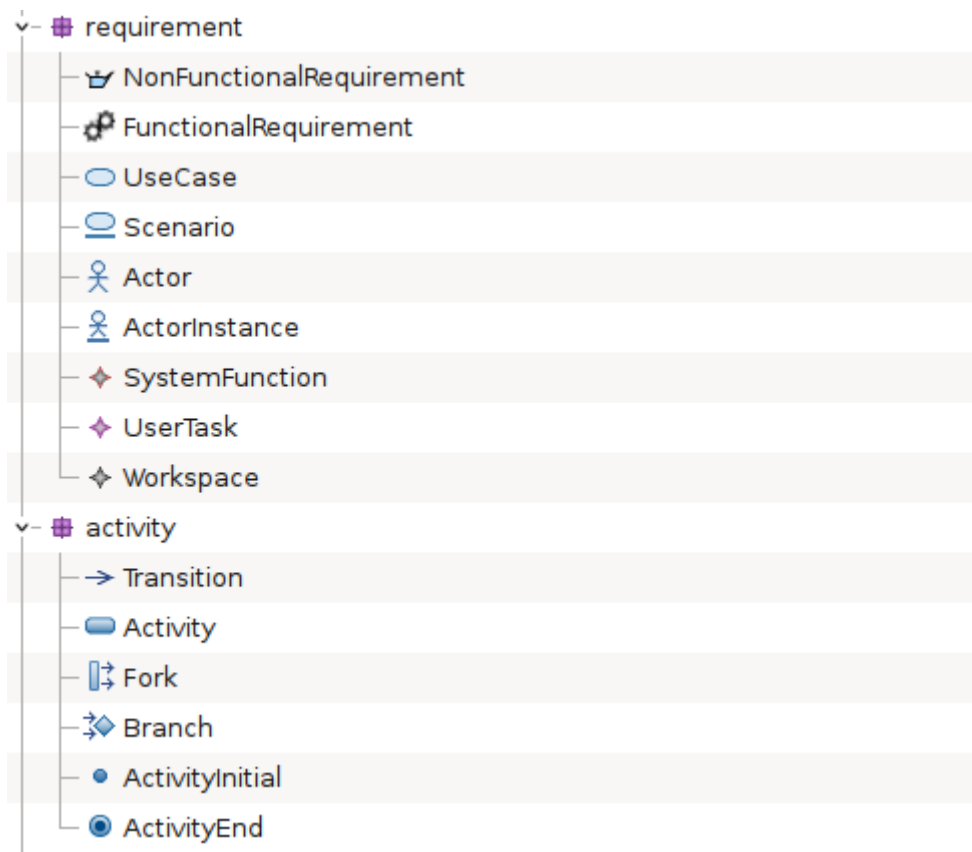 requirement
NonFunctionalRequirement
FunctionalRequirement
UseCase
Scenario
Actor
ActorInstance
SystemFunction
UserTask
Workspace
activity
Transition
Activity
Fork
Branch
ActivityInitial
ActivityEnd